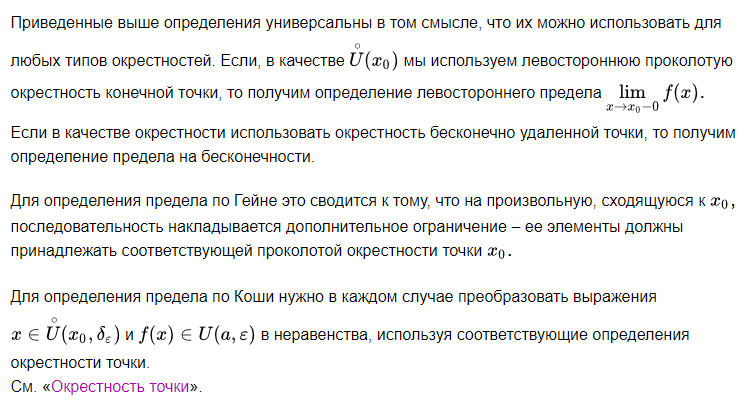 Приведенные выше определения универсальны в том смысле, что их можно использовать для
любых типов окрестностей. Если, в качестве Ů(x₀) мы используем левостороннюю проколотую
окрестность конечной точки, то получим определение левостороннего предела lim_{x→x₀−0} f(x).
Если в качестве окрестности использовать окрестность бесконечно удаленной точки, то получим
определение предела на бесконечности.
Для определения предела по Гейне это сводится к тому, что на произвольную, сходящуюся к x₀,
последовательность накладывается дополнительное ограничение – ее элементы должны
принадлежать соответствующей проколотой окрестности точки x₀.
Для определения предела по Коши нужно в каждом случае преобразовать выражения
x ∈ Ů(x₀, δ_ε) и f(x) ∈ U(a, ε) в неравенства, используя соответствующие определения
окрестности точки.
См. «Окрестность точки».